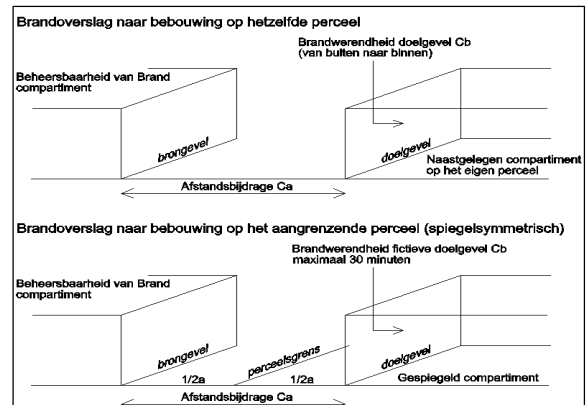 Brandoverslag naar bebouwing op hetzelfde perceel
Brandwerendheid doelgevel Cb
(van buiten naar binnen)
Beheersbaarheid van Brand
compartiment
brongevel
doelgevel
Naastgelegen compartiment
op het eigen perceel
Afstandsbijdrage Ca
Brandoverslag naar bebouwing op het aangrenzende perceel (spiegelsymmetrisch)
Brandwerendheid fictieve doelgevel Cb
maximaal 30 minuten
Beheersbaarheid van Brand
compartiment
brongevel
perceelsgrens
doelgevel
1/2a
1/2a
Gespiegeld compartiment
Afstandsbijdrage Ca